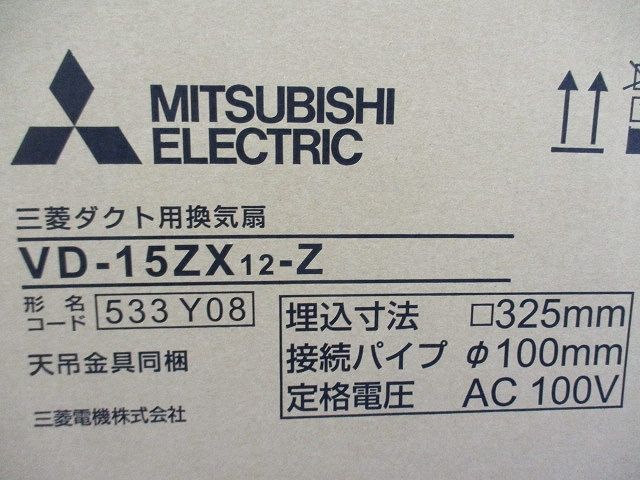 MITSUBISHI
ELECTRIC
三菱ダクト用換気扇
VD-15ZX12-Z
形名
コード 533 Y08
天吊金具同梱
三菱電機株式会社
埋込寸法 □325mm
接続パイプ φ100mm
定格電圧 AC 100V